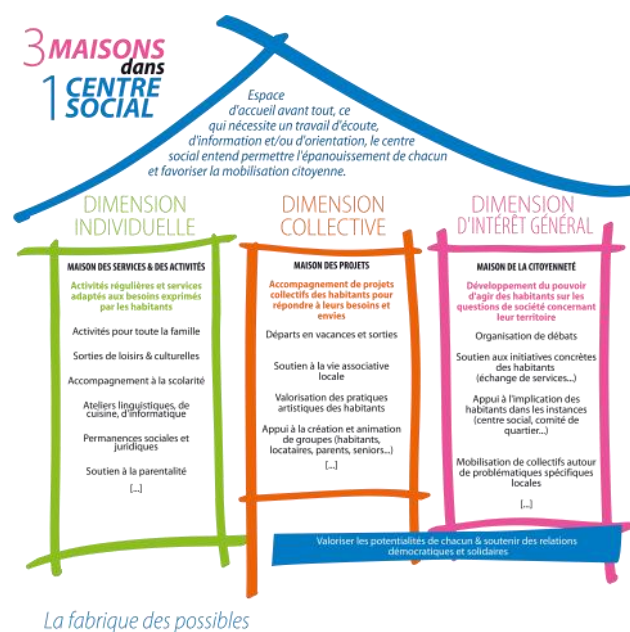 3 MAISONS
dans
1 CENTRE
SOCIAL
Espace
d'accueil avant tout, ce
qui nécessite un travail d'écoute,
d'information et/ou d'orientation, le centre
social entend permettre l'épanouissement de chacun
et favoriser la mobilisation citoyenne.
DIMENSION
INDIVIDUELLE
MAISON DES SERVICES & DES ACTIVITÉS
Activités régulières et services
adaptés aux besoins exprimés
par les habitants
Activités pour toute la famille
Sorties de loisirs & culturelles
Accompagnement à la scolarité
Ateliers linguistiques, de
cuisine, d'informatique
Permanences sociales et
juridiques
Soutien à la parentalité
[...]
DIMENSION
COLLECTIVE
MAISON DES PROJETS
Accompagnement de projets
collectifs des habitants pour
répondre à leurs besoins et
envies
Départs en vacances et sorties
Soutien à la vie associative
locale
Valorisation des pratiques
artistiques des habitants
Appui à la création et animation
de groupes (habitants,
locataires, parents, seniors...)
[...]
DIMENSION
D'INTÉRÊT GÉNÉRAL
MAISON DE LA CITOYENNETÉ
Développement du pouvoir
d'agir des habitants sur les
questions de société concernant
leur territoire
Organisation de débats
Soutien aux initiatives concrètes
des habitants
(échange de services...)
Appui à l'implication des
habitants dans les instances
(centre social, comité de
quartier...)
Mobilisation de collectifs autour
de problématiques spécifiques
locales
[...]
Valoriser les potentialités de chacun & soutenir des relations
démocratiques et solidaires
La fabrique des possibles